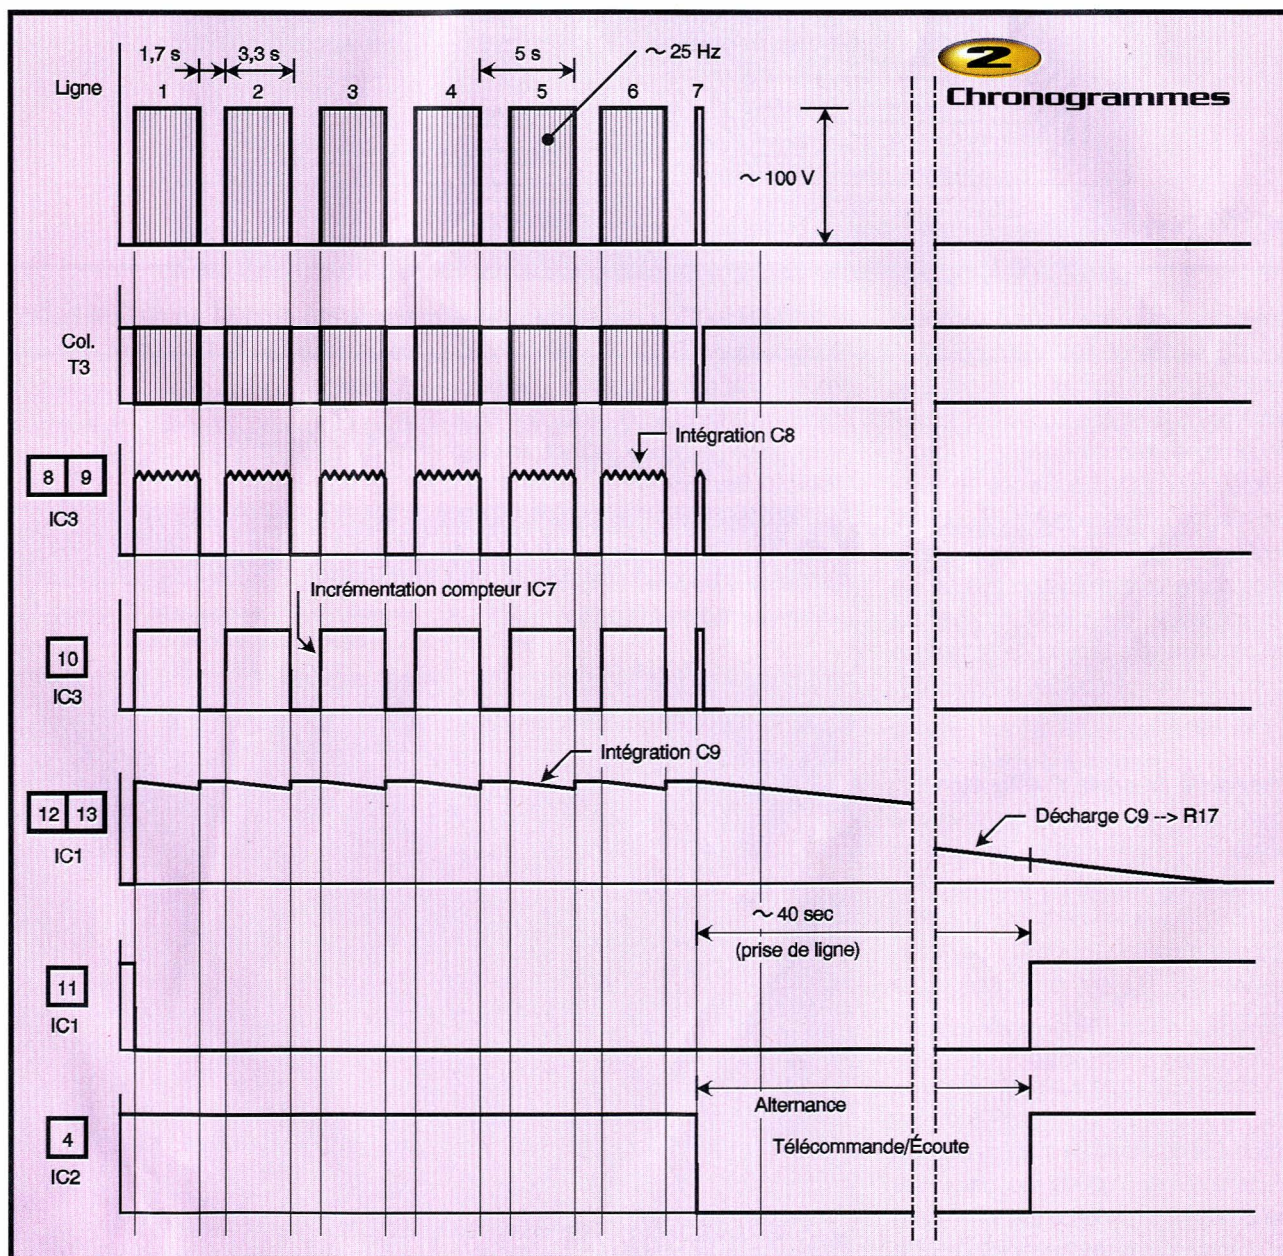 2
Chronogrammes
1,7 s
3,3 s
5 s
~ 25 Hz
Ligne
1
2
3
4
5
6
7
~ 100 V
Col.
T3
Intégration C8
8 9
IC3
Incrémentation compteur IC7
10
IC3
Intégration C9
12 13
IC1
Décharge C9 --> R17
~ 40 sec
(prise de ligne)
11
IC1
Alternance
Télécommande/Écoute
4
IC2